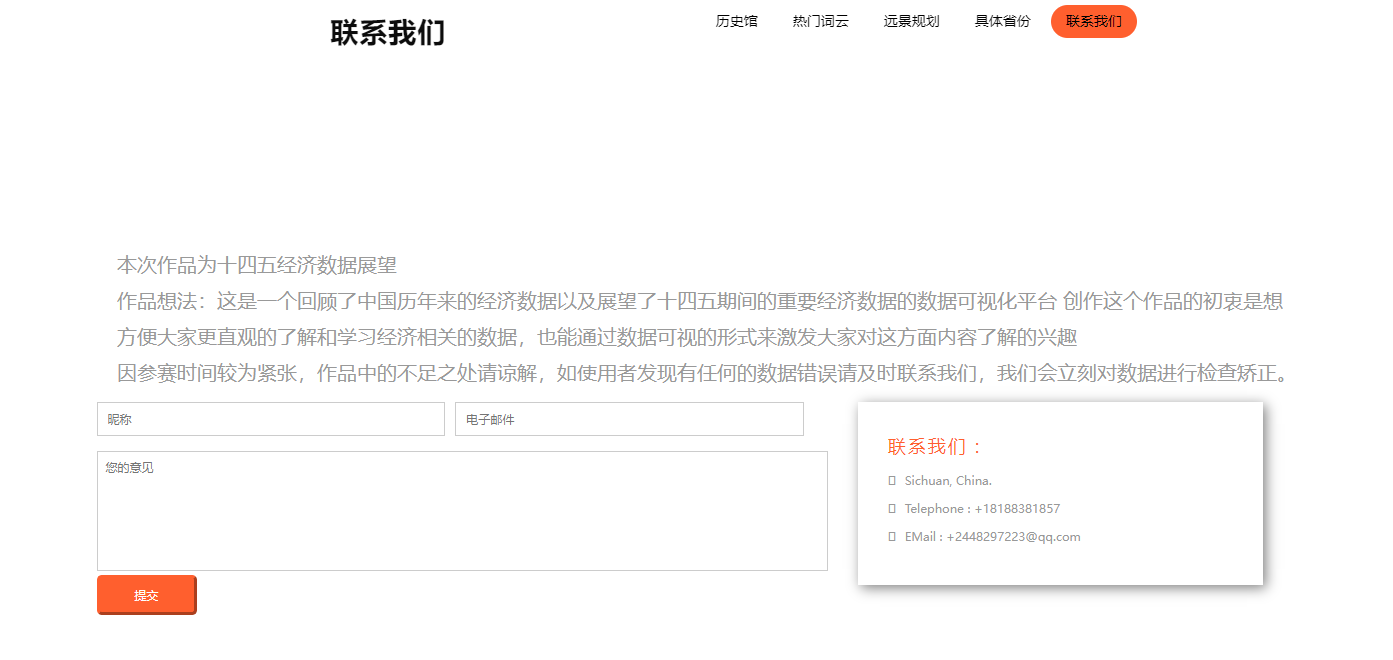 联系我们
历史馆 热门词云 远景规划 具体省份 联系我们
本次作品为十四五经济数据展望
作品想法：这是一个回顾了中国历年来的经济数据以及展望了十四五期间的重要经济数据的数据可视化平台 创作这个作品的初衷是想
方便大家更直观的了解和学习经济相关的数据，也能通过数据可视的形式来激发大家对这方面内容了解的兴趣
因参赛时间较为紧张，作品中的不足之处请谅解，如使用者发现有任何的数据错误请及时联系我们，我们会立刻对数据进行检查矫正。
昵称 电子邮件
您的意见
提交
联系我们 :
Sichuan, China.
Telephone : +18188381857
EMail : +2448297223@qq.com